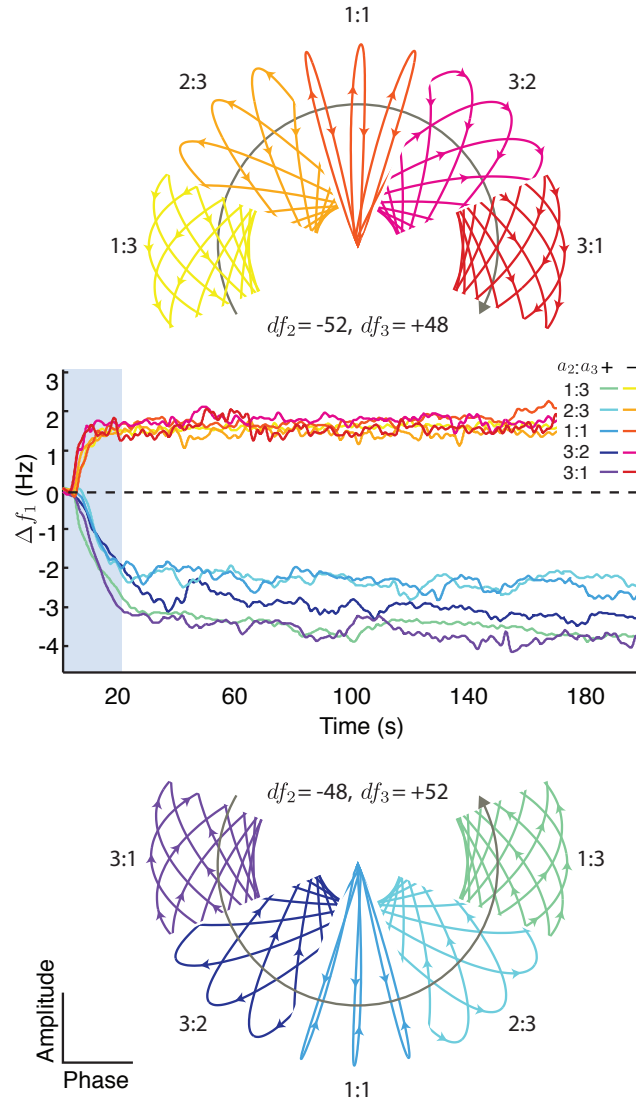 1:1
2:3
3:2
1:3
3:1
df2 = -52, df3 = +48
3
2
1
0
-1
-2
-3
-4
Δf1 (Hz)
a2:a3 + −
1:3
2:3
1:1
3:2
3:1
20 60 100 140 180
Time (s)
df2 = -48, df3 = +52
3:1
1:3
3:2
2:3
1:1
Amplitude
Phase